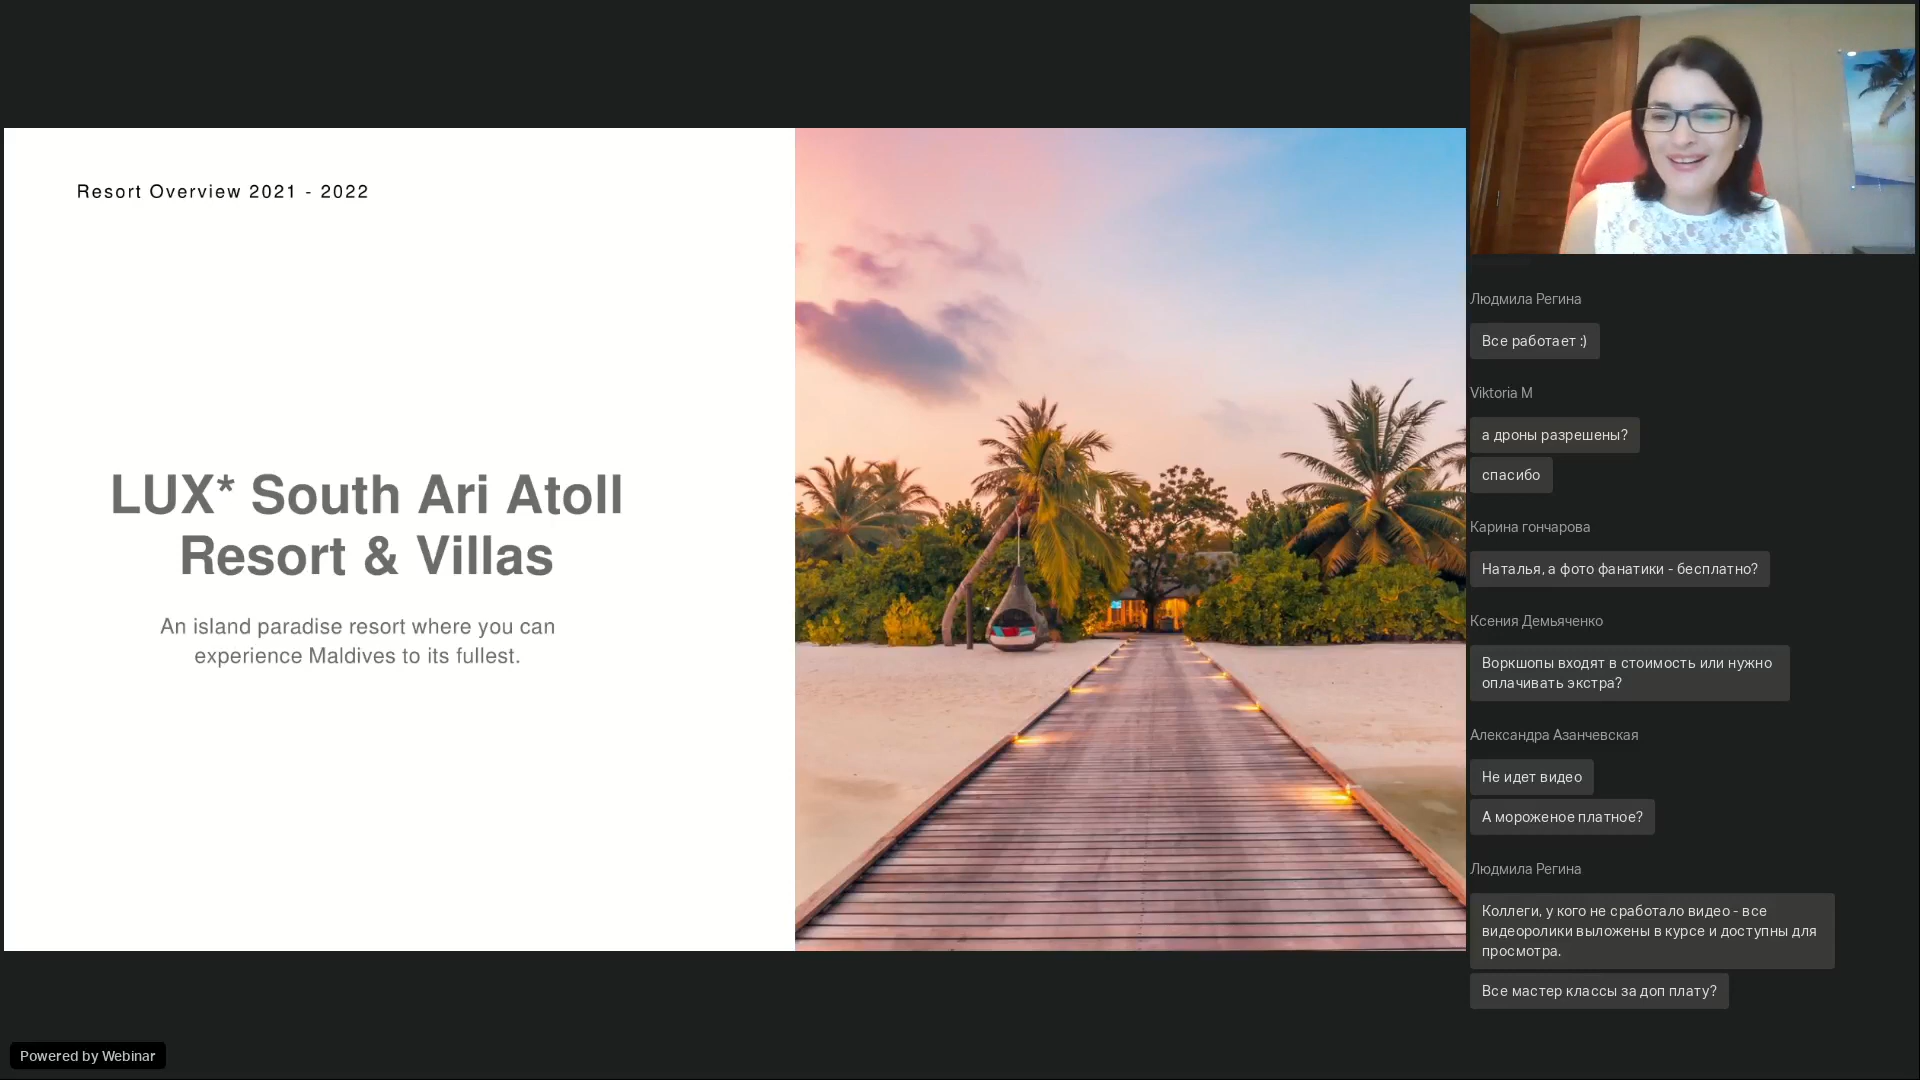 Resort Overview 2021 - 2022
LUX* South Ari Atoll
Resort & Villas
An island paradise resort where you can
experience Maldives to its fullest.
Людмила Регина
Все работает :)
Viktoria M
а дроны разрешены?
спасибо
Карина гончарова
Наталья, а фото фанатики - бесплатно?
Ксения Демьяченко
Воркшопы входят в стоимость или нужно
оплачивать экстра?
Александра Азанчевская
Не идет видео
А мороженое платное?
Людмила Регина
Коллеги, у кого не сработало видео - все
видеоролики выложены в курсе и доступны для
просмотра.
Все мастер классы за доп плату?
Powered by Webinar